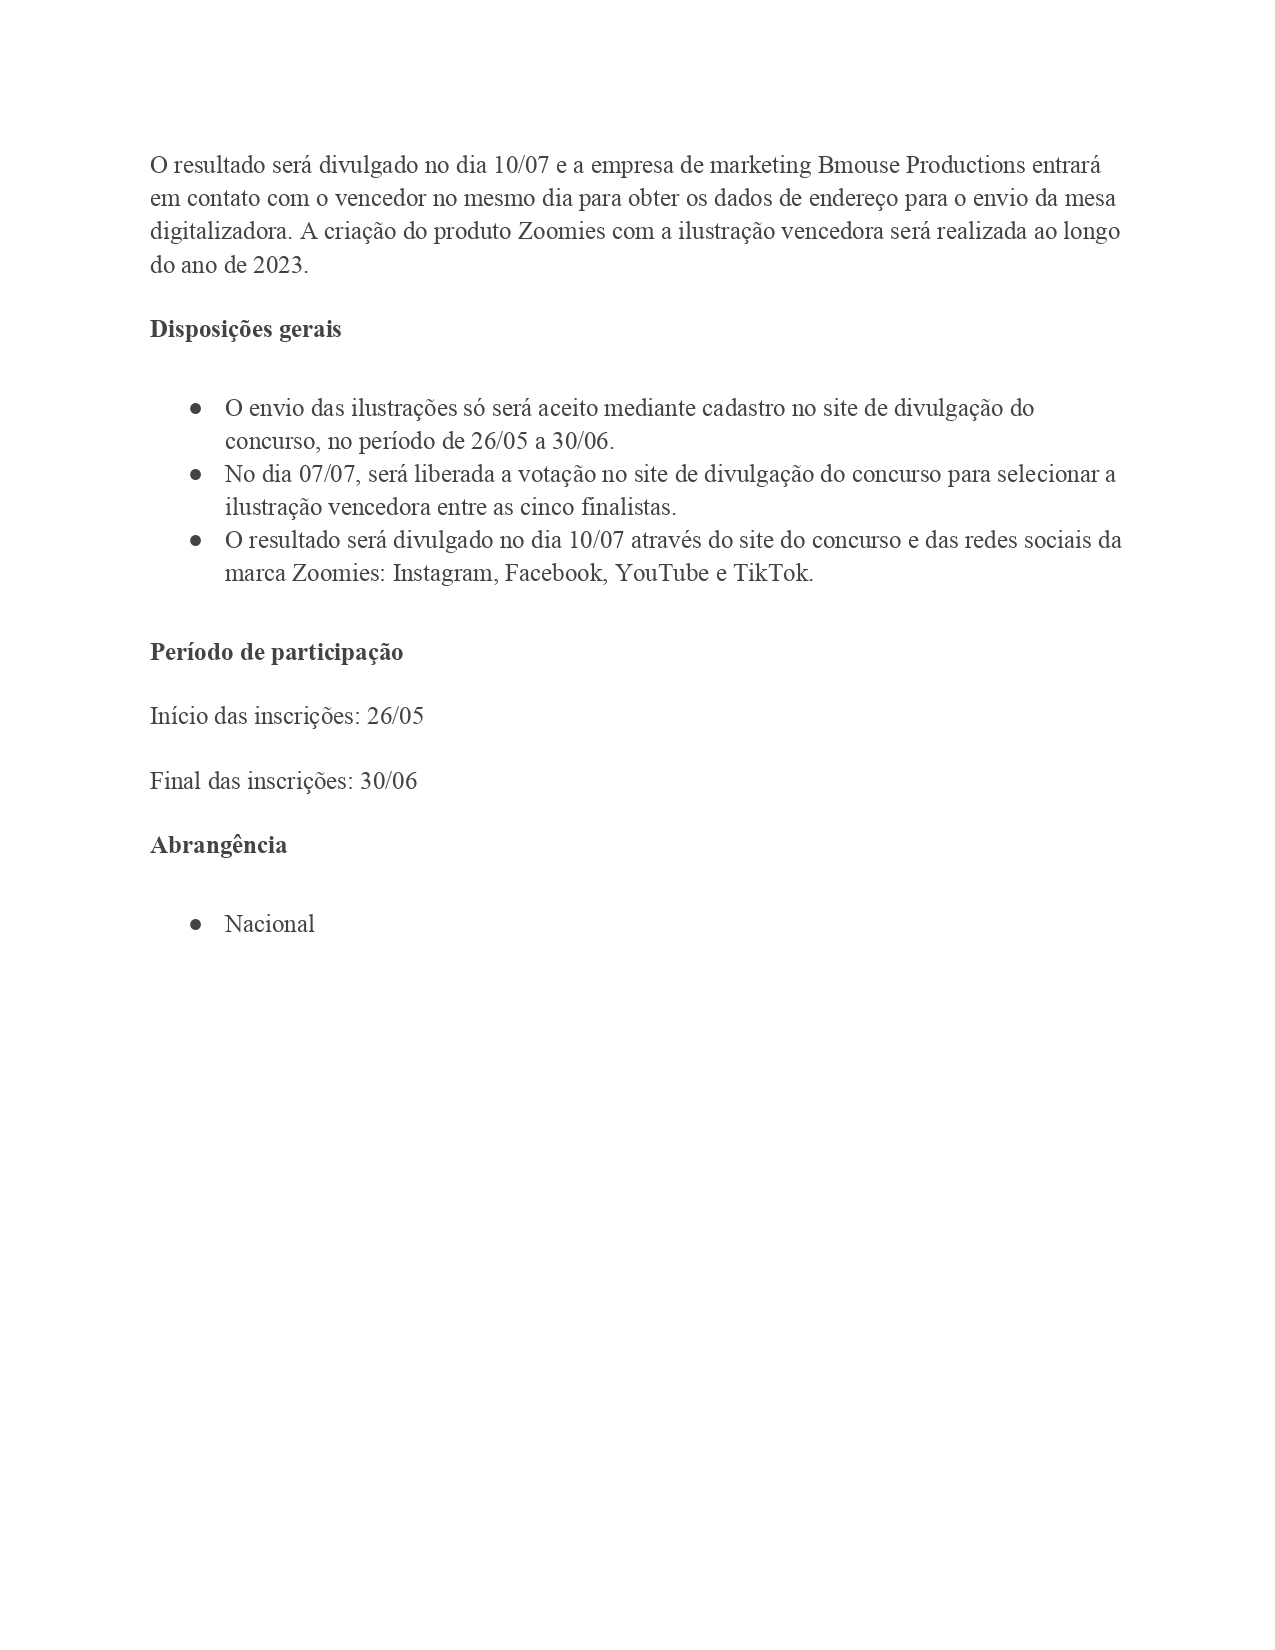 O resultado será divulgado no dia 10/07 e a empresa de marketing Bmouse Productions entrará
em contato com o vencedor no mesmo dia para obter os dados de endereço para o envio da mesa
digitalizadora. A criação do produto Zoomies com a ilustração vencedora será realizada ao longo
do ano de 2023.
Disposições gerais
● O envio das ilustrações só será aceito mediante cadastro no site de divulgação do
concurso, no período de 26/05 a 30/06.
● No dia 07/07, será liberada a votação no site de divulgação do concurso para selecionar a
ilustração vencedora entre as cinco finalistas.
● O resultado será divulgado no dia 10/07 através do site do concurso e das redes sociais da
marca Zoomies: Instagram, Facebook, YouTube e TikTok.
Período de participação
Início das inscrições: 26/05
Final das inscrições: 30/06
Abrangência
● Nacional